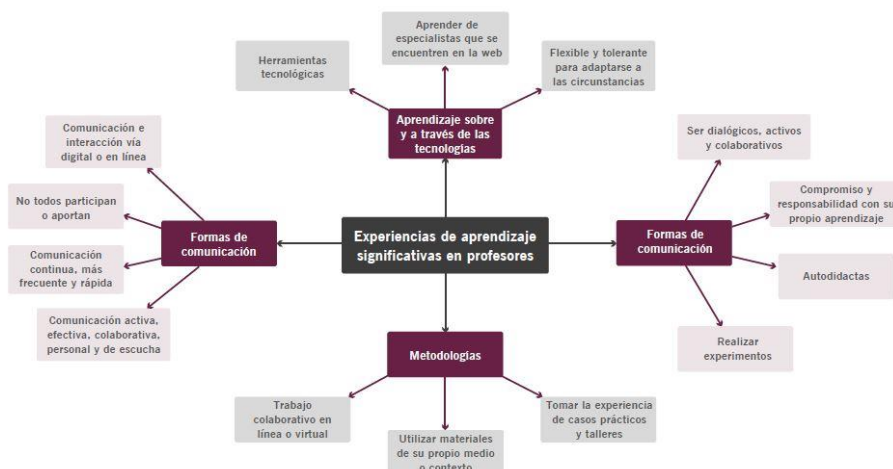 Aprender de
especialistas que se
encuentren en la web
Herramientas
tecnológicas
Flexible y tolerante
para adaptarse a
las circunstancias
Aprendizaje sobre
y a través de las
tecnologías
Comunicación e
interacción vía
digital o en línea
No todos participan
o aportan
Comunicación
continua, más
frecuente y rápida
Comunicación activa,
efectiva, colaborativa,
personal y de escucha
Formas de
comunicación
Experiencias de aprendizaje
significativas en profesores
Formas de
comunicación
Ser dialógicos, activos
y colaborativos
Compromiso y
responsabilidad con su
propio aprendizaje
Autodidactas
Realizar
experimentos
Metodologías
Trabajo
colaborativo en
línea o virtual
Utilizar materiales
de su propio medio
o contexto
Tomar la experiencia
de casos prácticos
y talleres